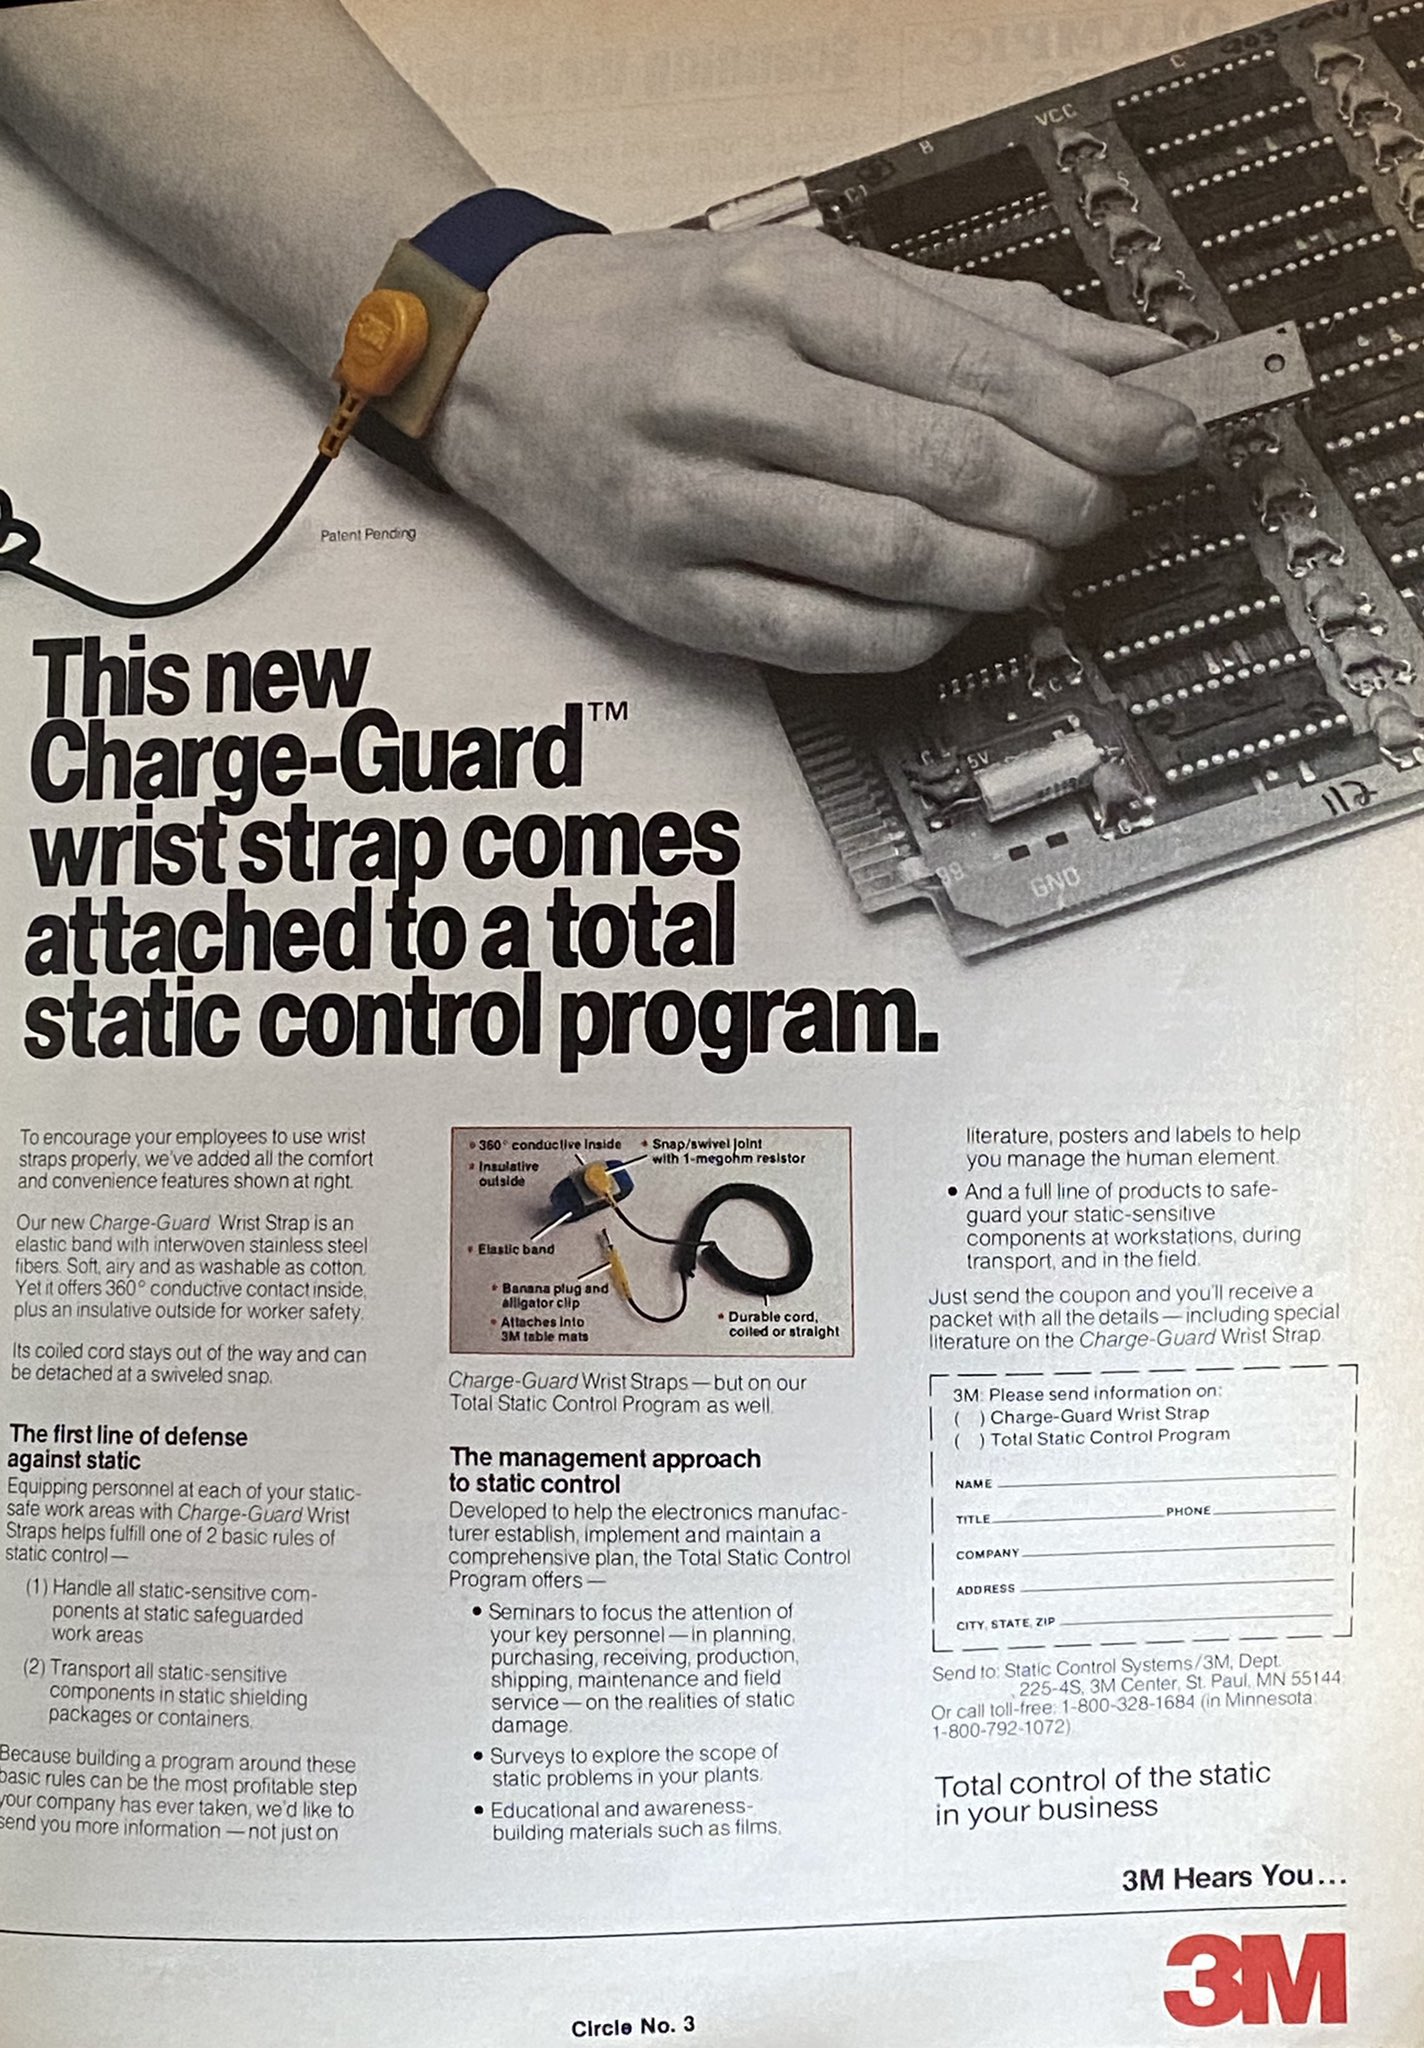 VCC
B
C
C1
3M
Patent Pending
5V
99
GND
112
This new
Charge-Guard™
wrist strap comes
attached to a total
static control program.
To encourage your employees to use wrist
straps properly, we've added all the comfort
and convenience features shown at right.
Our new Charge-Guard Wrist Strap is an
elastic band with interwoven stainless steel
fibers. Soft, airy and as washable as cotton.
Yet it offers 360° conductive contact inside,
plus an insulative outside for worker safety.
Its coiled cord stays out of the way and can
be detached at a swiveled snap.
The first line of defense
against static
Equipping personnel at each of your static-
safe work areas with Charge-Guard Wrist
Straps helps fulfill one of 2 basic rules of
static control —
(1) Handle all static-sensitive com-
ponents at static safeguarded
work areas
(2) Transport all static-sensitive
components in static shielding
packages or containers.
Because building a program around these
basic rules can be the most profitable step
your company has ever taken, we'd like to
send you more information — not just on
• 360° conductive inside
• Insulative
outside
• Snap/swivel joint
with 1-megohm resistor
• Elastic band
• Banana plug and
alligator clip
• Attaches into
3M table mats
• Durable cord,
coiled or straight
Charge-Guard Wrist Straps — but on our
Total Static Control Program as well.
The management approach
to static control
Developed to help the electronics manufac-
turer establish, implement and maintain a
comprehensive plan, the Total Static Control
Program offers —
• Seminars to focus the attention of
your key personnel — in planning,
purchasing, receiving, production,
shipping, maintenance and field
service — on the realities of static
damage.
• Surveys to explore the scope of
static problems in your plants.
• Educational and awareness-
building materials such as films,
literature, posters and labels to help
you manage the human element.
• And a full line of products to safe-
guard your static-sensitive
components at workstations, during
transport, and in the field.
Just send the coupon and you'll receive a
packet with all the details — including special
literature on the Charge-Guard Wrist Strap.
3M: Please send information on:
( ) Charge-Guard Wrist Strap
( ) Total Static Control Program
NAME
TITLE PHONE
COMPANY
ADDRESS
CITY, STATE, ZIP
Send to: Static Control Systems/3M, Dept.
225-4S, 3M Center, St. Paul, MN 55144.
Or call toll-free: 1-800-328-1684 (in Minnesota:
1-800-792-1072)
Total control of the static
in your business
3M Hears You...
3M
Circle No. 3